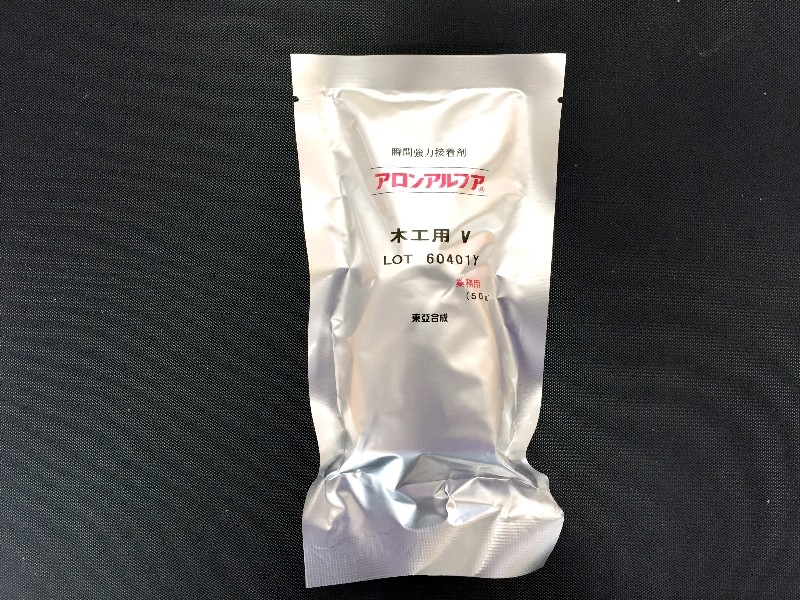 瞬間強力接着剤
アロンアルファ®
木工用 V
LOT 60401Y
業務用
(50g
東亞合成